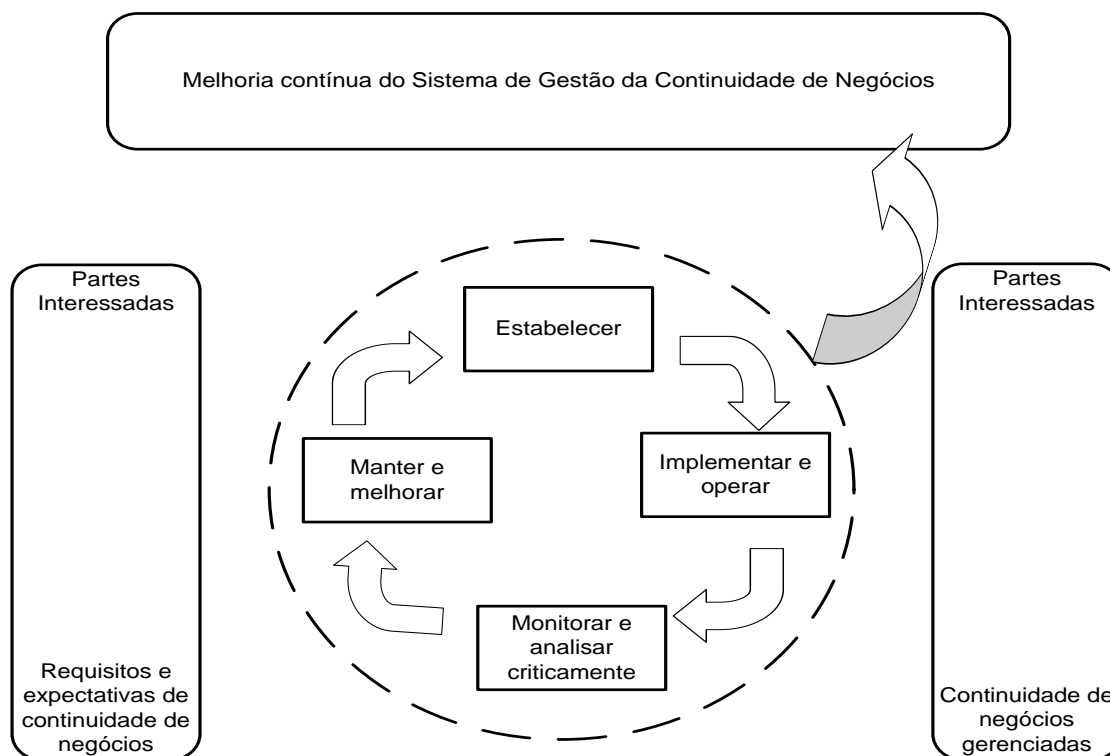 Melhoria contínua do Sistema de Gestão da Continuidade de Negócios
Partes
Interessadas
Requisitos e
expectativas de
continuidade de
negócios
Estabelecer
Implementar e
operar
Monitorar e
analisar
criticamente
Manter e
melhorar
Partes
Interessadas
Continuidade de
negócios
gerenciadas